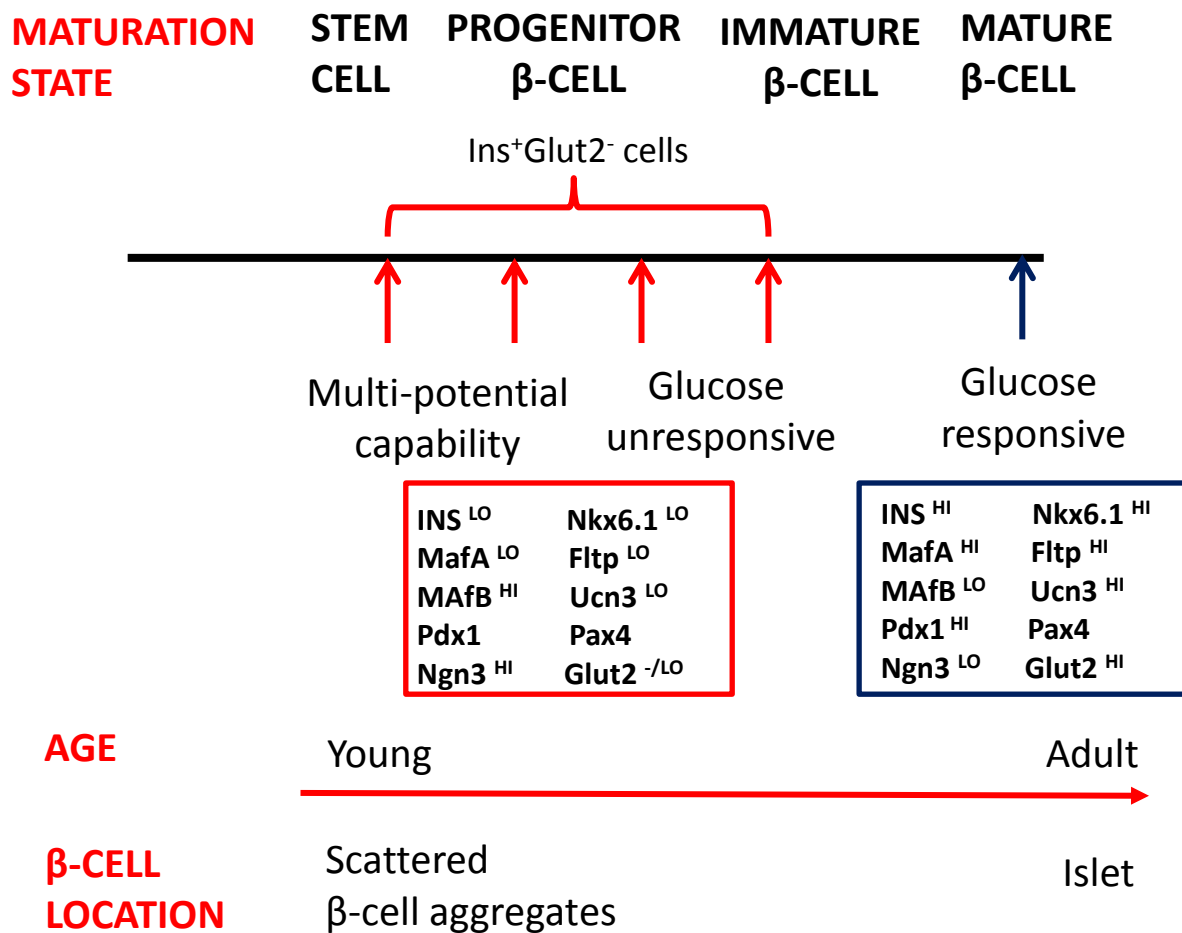 MATURATION STATE
STEM CELL
PROGENITOR β-CELL
IMMATURE β-CELL
MATURE β-CELL
Ins⁺Glut2⁻ cells
Multi-potential
capability
Glucose
unresponsive
Glucose
responsive
INS ᴸᴼ Nkx6.1 ᴸᴼ
MafA ᴸᴼ Fltp ᴸᴼ
MAfB ᴴᴵ Ucn3 ᴸᴼ
Pdx1 Pax4
Ngn3 ᴴᴵ Glut2 ⁻/ᴸᴼ
INS ᴴᴵ Nkx6.1 ᴴᴵ
MafA ᴴᴵ Fltp ᴴᴵ
MAfB ᴸᴼ Ucn3 ᴴᴵ
Pdx1 ᴴᴵ Pax4
Ngn3 ᴸᴼ Glut2 ᴴᴵ
AGE
Young
Adult
β-CELL
LOCATION
Scattered
β-cell aggregates
Islet